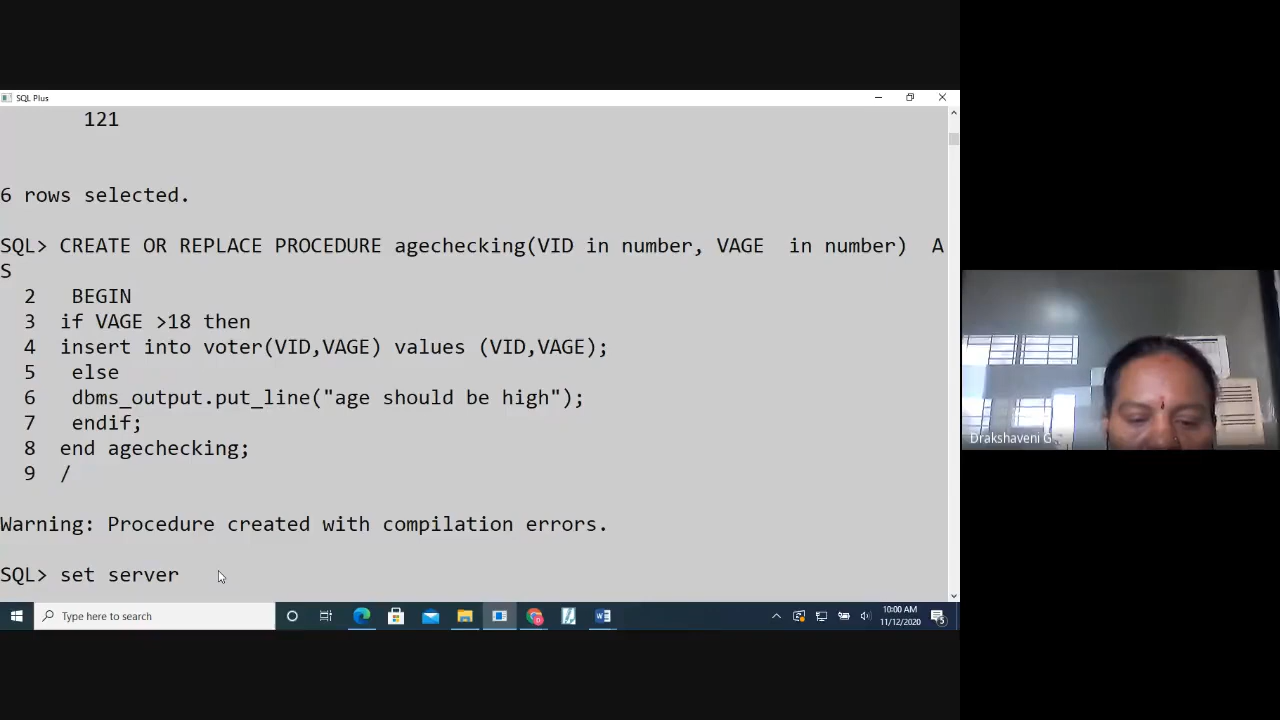 SQL Plus
121
6 rows selected.
SQL> CREATE OR REPLACE PROCEDURE agechecking(VID in number, VAGE  in number)  A
S
2   BEGIN
3  if VAGE >18 then
4  insert into voter(VID,VAGE) values (VID,VAGE);
5   else
6   dbms_output.put_line("age should be high");
7   endif;
8  end agechecking;
9  /
Warning: Procedure created with compilation errors.
SQL> set server
Drakshaveni G
Type here to search
10:00 AM
11/12/2020
5